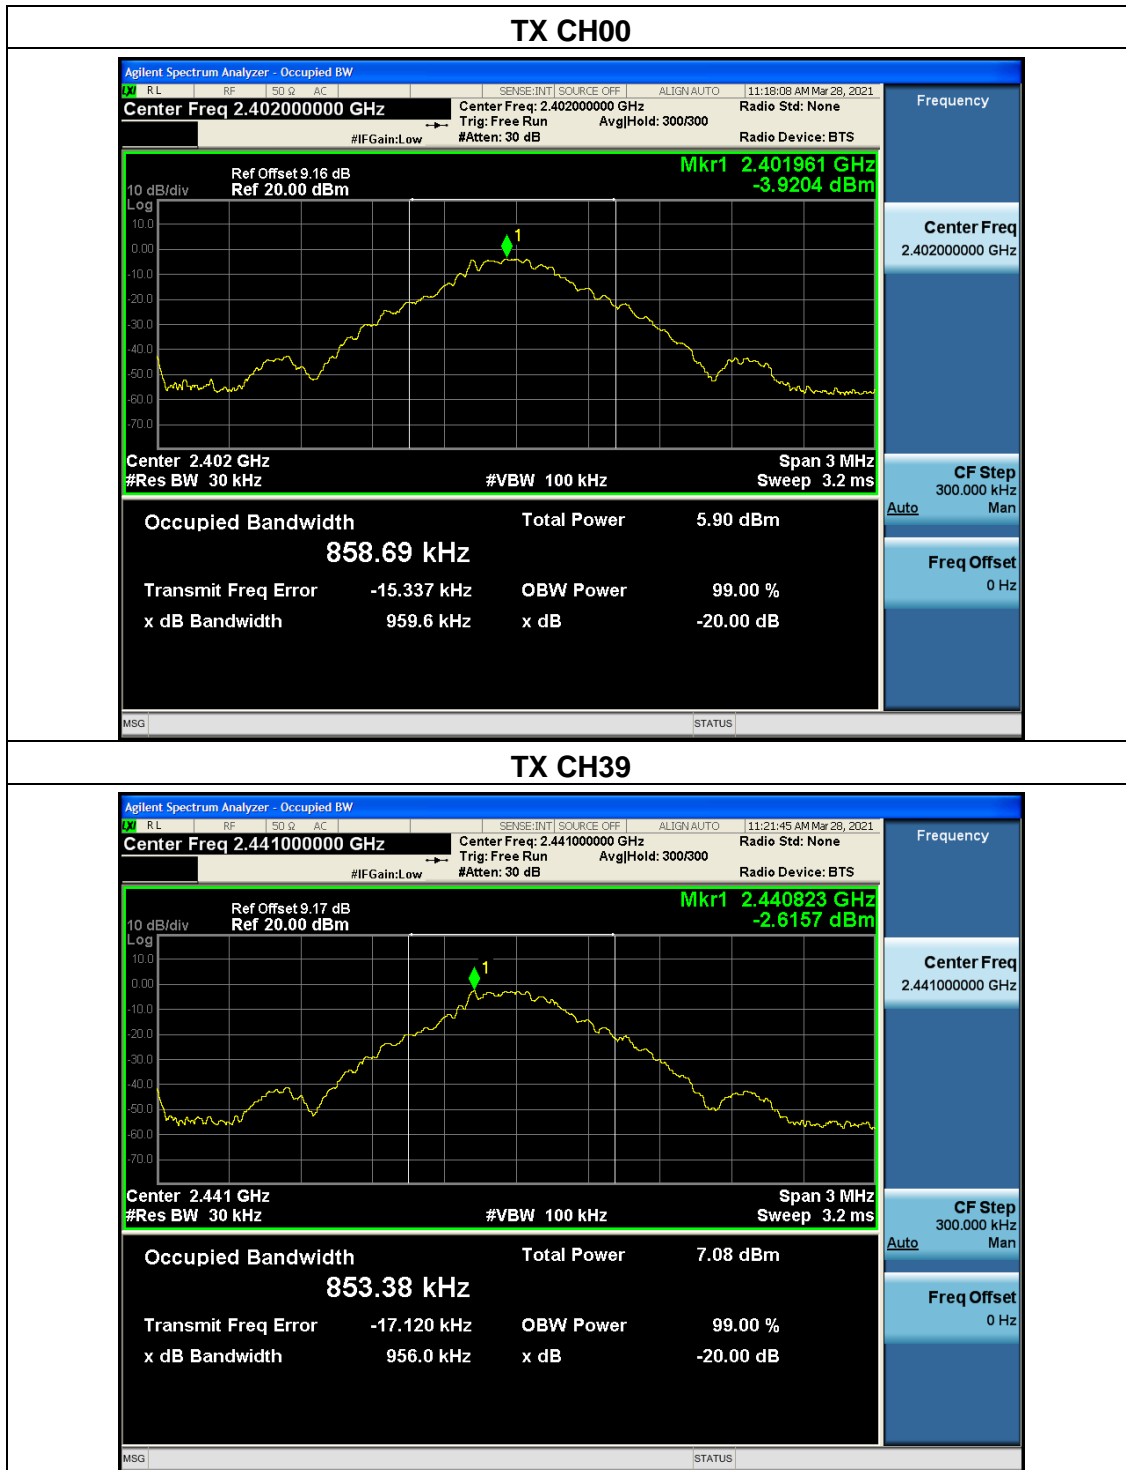 TX CH00
Agilent Spectrum Analyzer - Occupied BW
LXI RL RF 50 Ω AC SENSE:INT SOURCE OFF ALIGN AUTO 11:18:08 AM Mar 28, 2021
Center Freq 2.402000000 GHz
Center Freq: 2.402000000 GHz
Radio Std: None
Trig: Free Run
Avg|Hold: 300/300
#IFGain:Low
#Atten: 30 dB
Radio Device: BTS
Frequency
Mkr1 2.401961 GHz
-3.9204 dBm
Ref Offset 9.16 dB
10 dB/div Ref 20.00 dBm
Log
10.0
0.00
-10.0
-20.0
-30.0
-40.0
-50.0
-60.0
-70.0
1
Center Freq
2.402000000 GHz
Center 2.402 GHz
Span 3 MHz
#Res BW 30 kHz
#VBW 100 kHz
Sweep 3.2 ms
CF Step
300.000 kHz
Auto Man
Occupied Bandwidth
Total Power 5.90 dBm
858.69 kHz
Freq Offset
0 Hz
Transmit Freq Error -15.337 kHz OBW Power 99.00 %
x dB Bandwidth 959.6 kHz x dB -20.00 dB
MSG STATUS
TX CH39
Agilent Spectrum Analyzer - Occupied BW
LXI RL RF 50 Ω AC SENSE:INT SOURCE OFF ALIGN AUTO 11:21:45 AM Mar 28, 2021
Center Freq 2.441000000 GHz
Center Freq: 2.441000000 GHz
Radio Std: None
Trig: Free Run
Avg|Hold: 300/300
#IFGain:Low
#Atten: 30 dB
Radio Device: BTS
Frequency
Mkr1 2.440823 GHz
-2.6157 dBm
Ref Offset 9.17 dB
10 dB/div Ref 20.00 dBm
Log
10.0
0.00
-10.0
-20.0
-30.0
-40.0
-50.0
-60.0
-70.0
1
Center Freq
2.441000000 GHz
Center 2.441 GHz
Span 3 MHz
#Res BW 30 kHz
#VBW 100 kHz
Sweep 3.2 ms
CF Step
300.000 kHz
Auto Man
Occupied Bandwidth
Total Power 7.08 dBm
853.38 kHz
Freq Offset
0 Hz
Transmit Freq Error -17.120 kHz OBW Power 99.00 %
x dB Bandwidth 956.0 kHz x dB -20.00 dB
MSG STATUS